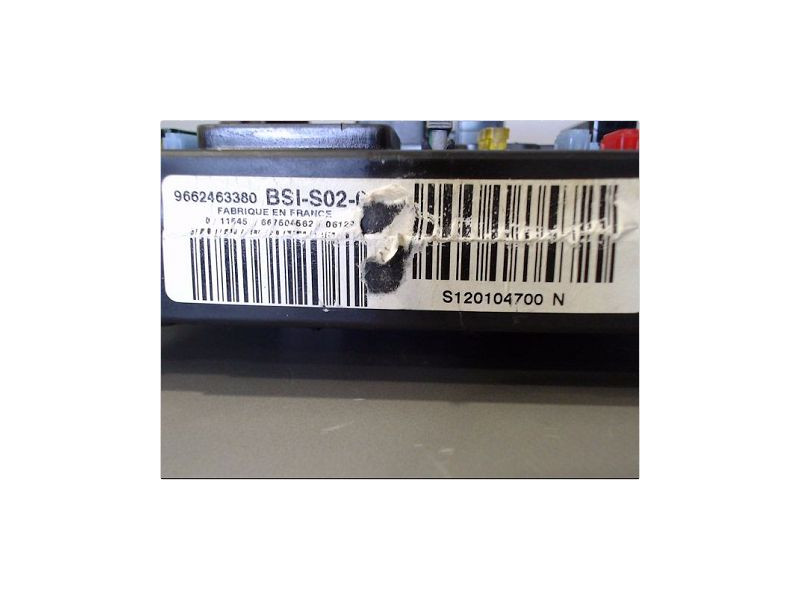 9662463380 BSI-S02-
FABRIQUE EN FRANCE
S120104700 N